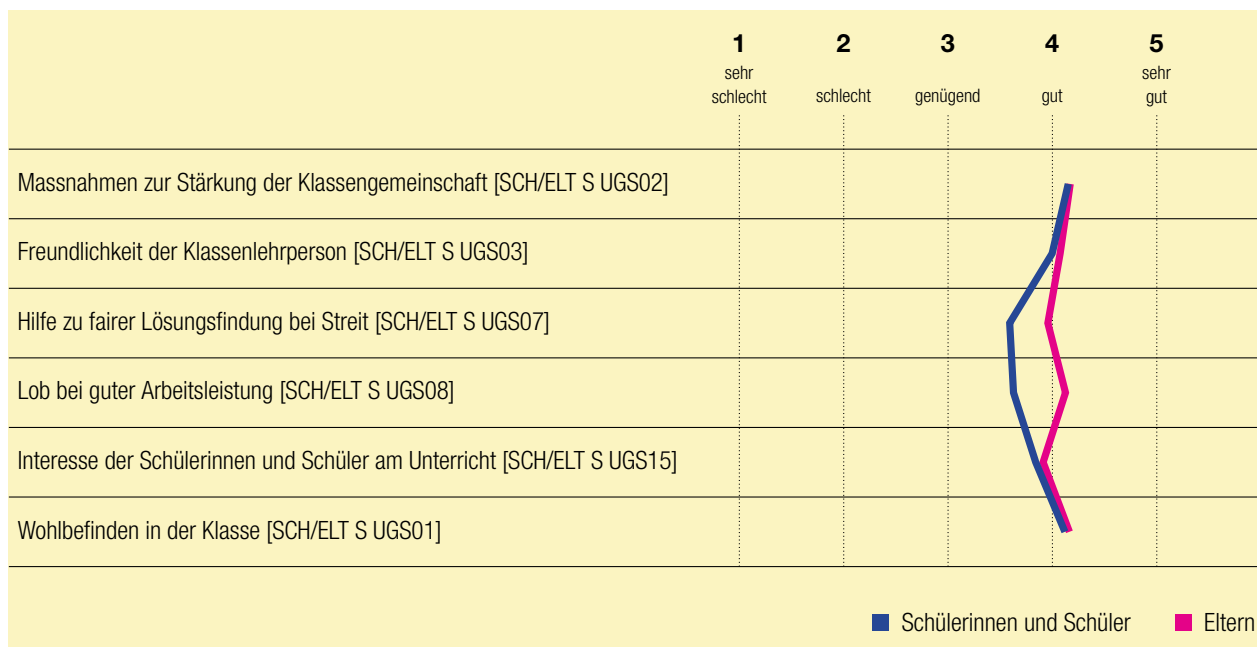 1 2 3 4 5
sehr schlecht schlecht genügend gut sehr gut
Massnahmen zur Stärkung der Klassengemeinschaft [SCH/ELT S UGS02]
Freundlichkeit der Klassenlehrperson [SCH/ELT S UGS03]
Hilfe zu fairer Lösungsfindung bei Streit [SCH/ELT S UGS07]
Lob bei guter Arbeitsleistung [SCH/ELT S UGS08]
Interesse der Schülerinnen und Schüler am Unterricht [SCH/ELT S UGS15]
Wohlbefinden in der Klasse [SCH/ELT S UGS01]
Schülerinnen und Schüler Eltern